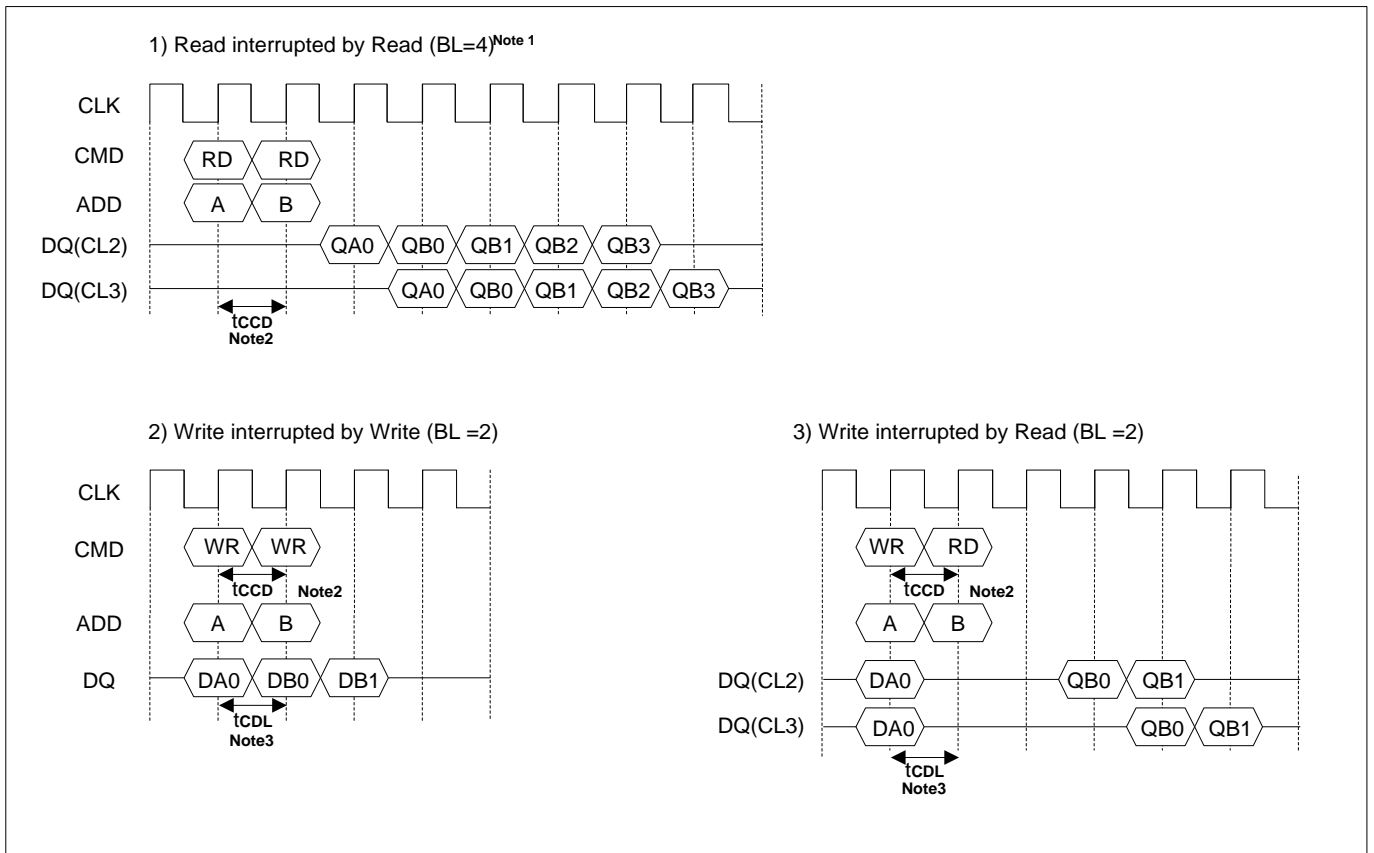 1) Read interrupted by Read (BL=4)Note 1
CLK
CMD RD RD
ADD A B
DQ(CL2) QA0 QB0 QB1 QB2 QB3
DQ(CL3) QA0 QB0 QB1 QB2 QB3
tCCD
Note2
2) Write interrupted by Write (BL =2)
CLK
CMD WR WR
tCCD Note2
ADD A B
DQ DA0 DB0 DB1
tCDL
Note3
3) Write interrupted by Read (BL =2)
CLK
CMD WR RD
tCCD Note2
ADD A B
DQ(CL2) DA0 QB0 QB1
DQ(CL3) DA0 QB0 QB1
tCDL
Note3